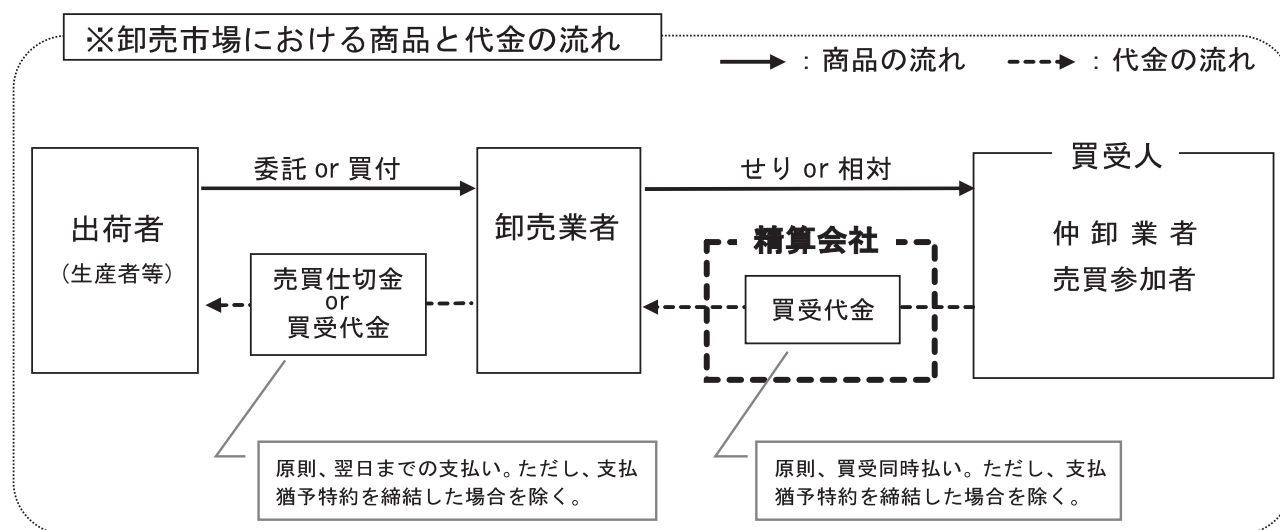 ※卸売市場における商品と代金の流れ
：商品の流れ
：代金の流れ
委託 or 買付
せり or 相対
買受人
出荷者
（生産者等）
卸売業者
仲卸業者
売買参加者
精算会社
売買仕切金
or
買受代金
買受代金
原則、翌日までの支払い。ただし、支払
猶予特約を締結した場合を除く。
原則、買受同時払い。ただし、支払
猶予特約を締結した場合を除く。